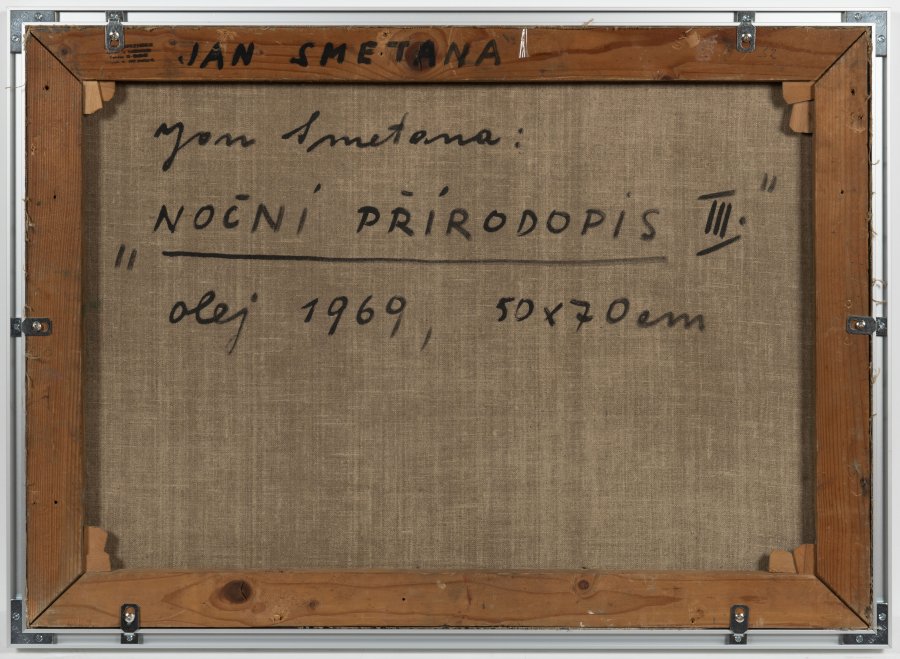 JAN SMETANA
Jan Smetana:
„NOČNÍ PŘÍRODOPIS III.“
olej 1969, 50x70cm